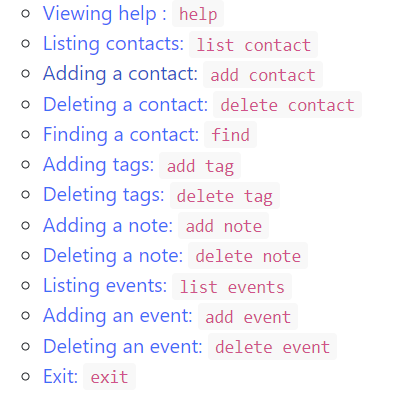 Viewing help : help
Listing contacts: list contact
Adding a contact: add contact
Deleting a contact: delete contact
Finding a contact: find
Adding tags: add tag
Deleting tags: delete tag
Adding a note: add note
Deleting a note: delete note
Listing events: list events
Adding an event: add event
Deleting an event: delete event
Exit: exit